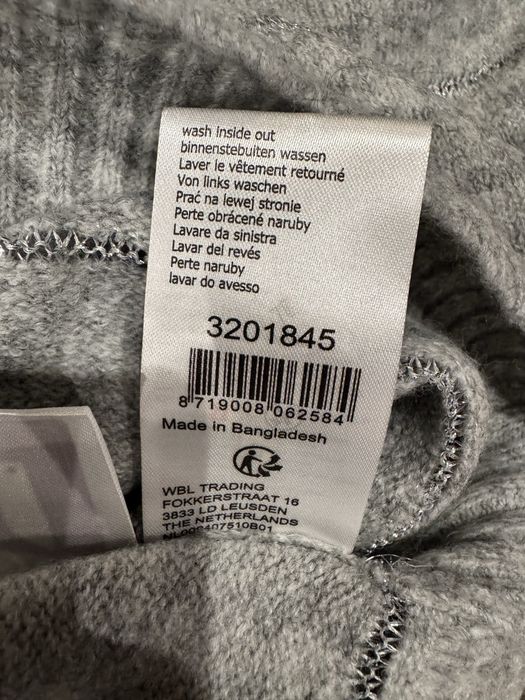 wash inside out
binnenstebuiten wassen
Laver le vêtement retourné
Von links waschen
Prać na lewej stronie
Perte obrácené naruby
Lavare da sinistra
Lavar del revés
Perte naruby
lavar do avesso
3201845
8 719008 062584
Made in Bangladesh
WBL TRADING
FOKKERSTRAAT 16
3833 LD LEUSDEN
THE NETHERLANDS